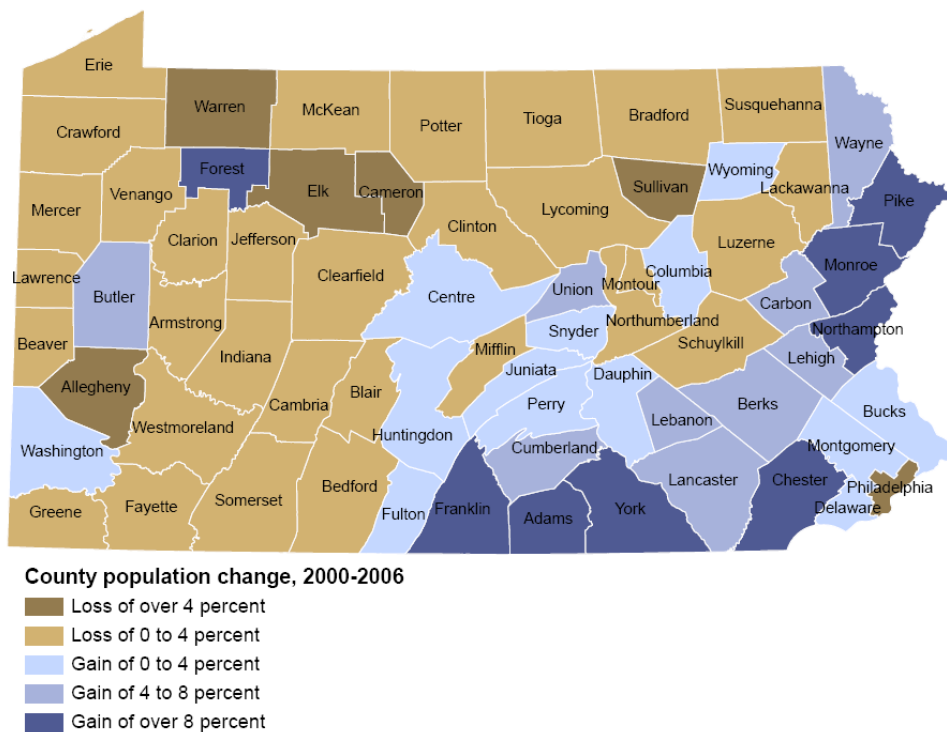 Erie
Warren
McKean
Potter
Tioga
Bradford
Susquehanna
Crawford
Wayne
Forest
Wyoming
Venango
Elk
Cameron
Sullivan
Lackawanna
Mercer
Pike
Lycoming
Clarion
Jefferson
Clinton
Luzerne
Monroe
Lawrence
Clearfield
Columbia
Butler
Centre
Union
Montour
Carbon
Armstrong
Northumberland
Northampton
Beaver
Snyder
Schuylkill
Indiana
Mifflin
Lehigh
Juniata
Dauphin
Allegheny
Blair
Berks
Cambria
Perry
Bucks
Westmoreland
Lebanon
Huntingdon
Washington
Cumberland
Montgomery
Lancaster
Chester
Philadelphia
Bedford
Somerset
Fayette
Greene
Fulton
Franklin
Adams
York
Delaware
County population change, 2000-2006
Loss of over 4 percent
Loss of 0 to 4 percent
Gain of 0 to 4 percent
Gain of 4 to 8 percent
Gain of over 8 percent